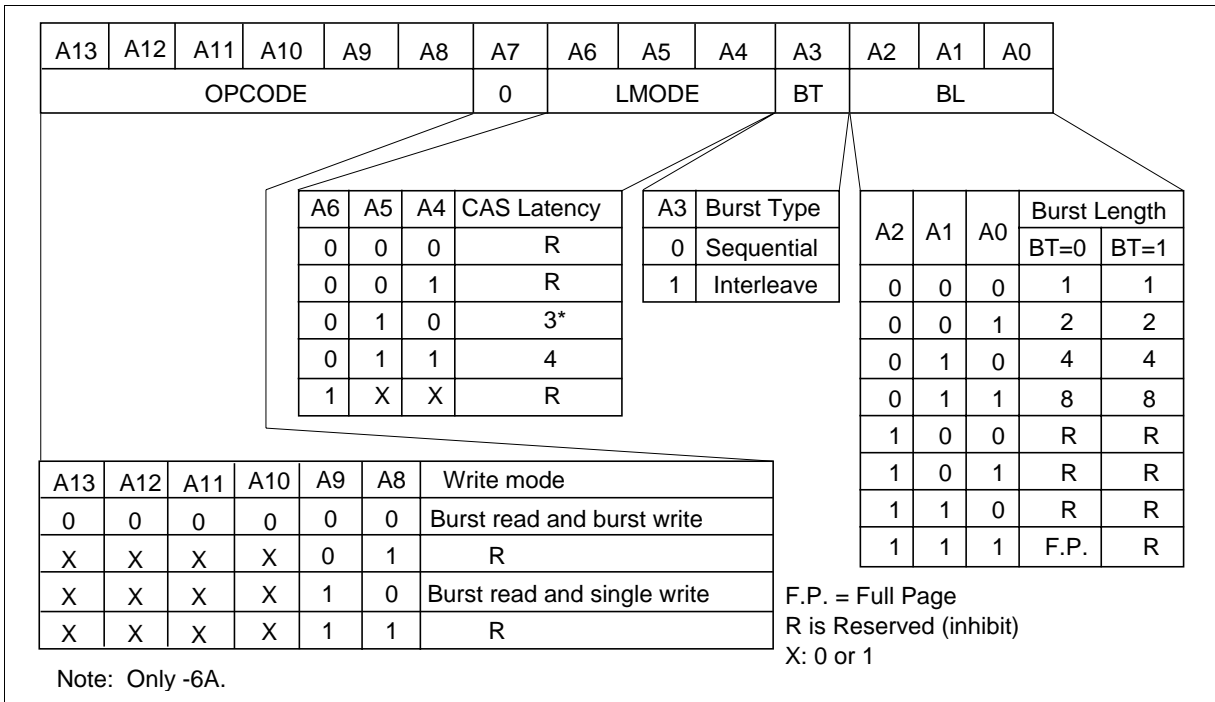 A13 A12 A11 A10 A9 A8 A7 A6 A5 A4 A3 A2 A1 A0
OPCODE 0 LMODE BT BL
A6 A5 A4 CAS Latency
0 0 0 R
0 0 1 R
0 1 0 3*
0 1 1 4
1 X X R
A3 Burst Type
0 Sequential
1 Interleave
A2 A1 A0 Burst Length
BT=0 BT=1
0 0 0 1 1
0 0 1 2 2
0 1 0 4 4
0 1 1 8 8
1 0 0 R R
1 0 1 R R
1 1 0 R R
1 1 1 F.P. R
A13 A12 A11 A10 A9 A8 Write mode
0 0 0 0 0 0 Burst read and burst write
X X X X 0 1 R
X X X X 1 0 Burst read and single write
X X X X 1 1 R
F.P. = Full Page
R is Reserved (inhibit)
X: 0 or 1
Note: Only -6A.